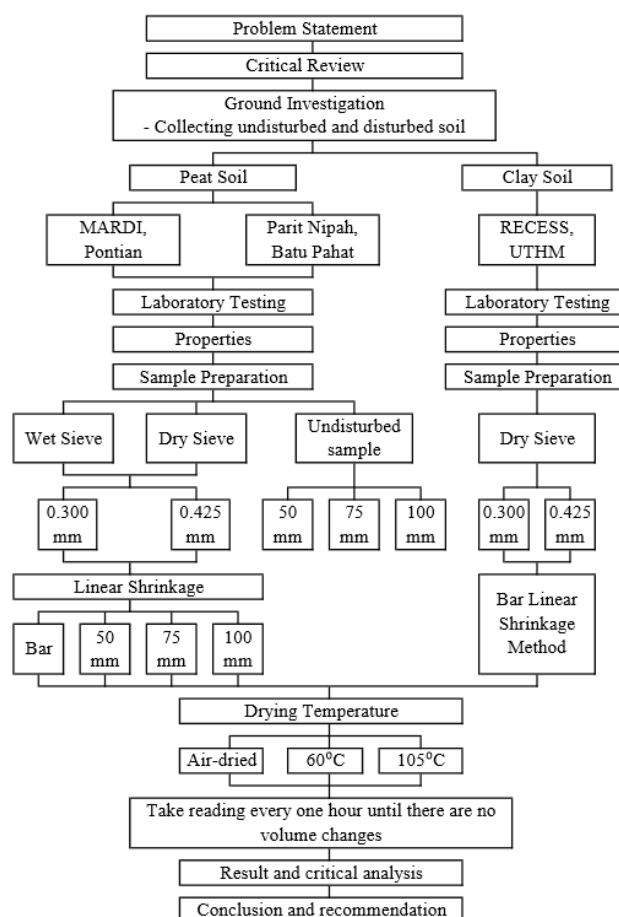 Problem Statement
Critical Review
Ground Investigation
- Collecting undisturbed and disturbed soil
Peat Soil
Clay Soil
MARDI,
Pontian
Parit Nipah,
Batu Pahat
RECESS,
UTHM
Laboratory Testing
Laboratory Testing
Properties
Properties
Sample Preparation
Sample Preparation
Wet Sieve
Dry Sieve
Undisturbed
sample
Dry Sieve
0.300
mm
0.425
mm
50
mm
75
mm
100
mm
0.300
mm
0.425
mm
Linear Shrinkage
Bar Linear
Shrinkage
Method
Bar
50
mm
75
mm
100
mm
Drying Temperature
Air-dried
60⁰C
105⁰C
Take reading every one hour until there are no
volume changes
Result and critical analysis
Conclusion and recommendation